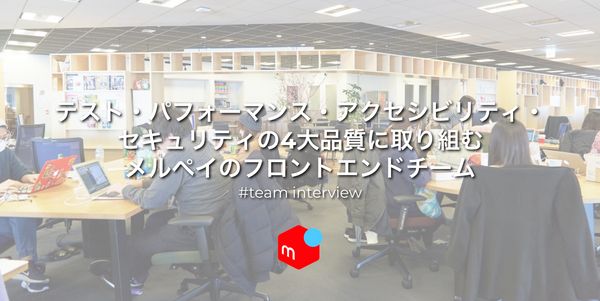 テスト・パフォーマンス・アクセシビリティ・
セキュリティの4大品質に取り組む
メルペイのフロントエンドチーム
#team interview
m